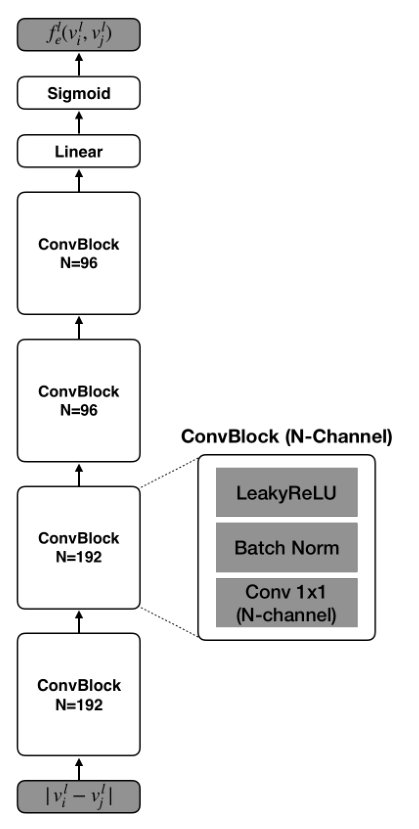 f_e^l(v_i^l, v_j^l)
Sigmoid
Linear
ConvBlock
N=96
ConvBlock
N=96
ConvBlock
N=192
ConvBlock
N=192
|v_i^l − v_j^l|
ConvBlock (N-Channel)
LeakyReLU
Batch Norm
Conv 1x1
(N-channel)